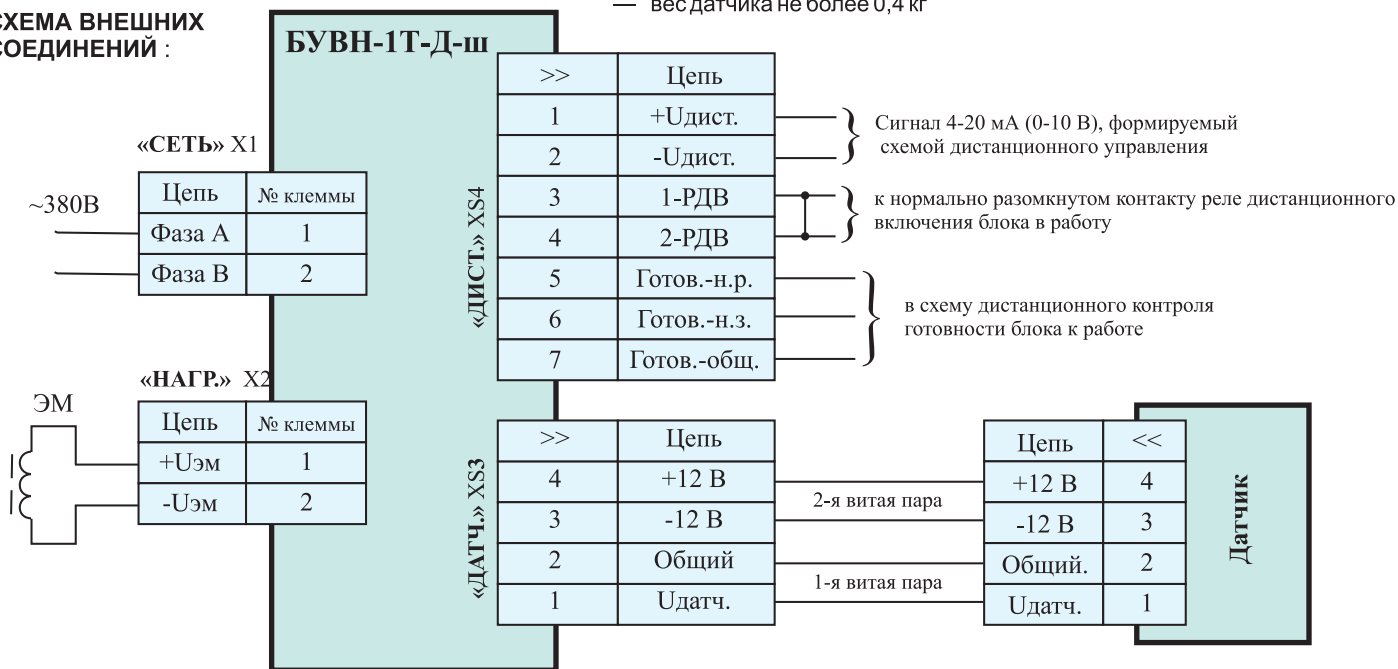 — вес датчика не более 0,4 кг
СХЕМА ВНЕШНИХ
СОЕДИНЕНИЙ :
БУВН-1Т-Д-ш
«СЕТЬ» X1
~380В
Цепь № клеммы
Фаза А 1
Фаза В 2
«НАГР.» X2
ЭМ
Цепь № клеммы
+Uэм 1
-Uэм 2
«ДИСТ.» XS4
>> Цепь
1 +Uдист.
2 -Uдист.
3 1-РДВ
4 2-РДВ
5 Готов.-н.р.
6 Готов.-н.з.
7 Готов.-общ.
Сигнал 4-20 мА (0-10 В), формируемый
схемой дистанционного управления
к нормально разомкнутом контакту реле дистанционного
включения блока в работу
в схему дистанционного контроля
готовности блока к работе
«ДАТЧ.» XS3
>> Цепь
4 +12 В
3 -12 В
2 Общий
1 Uдатч.
2-я витая пара
1-я витая пара
Цепь <<
+12 В 4
-12 В 3
Общий. 2
Uдатч. 1
Датчик